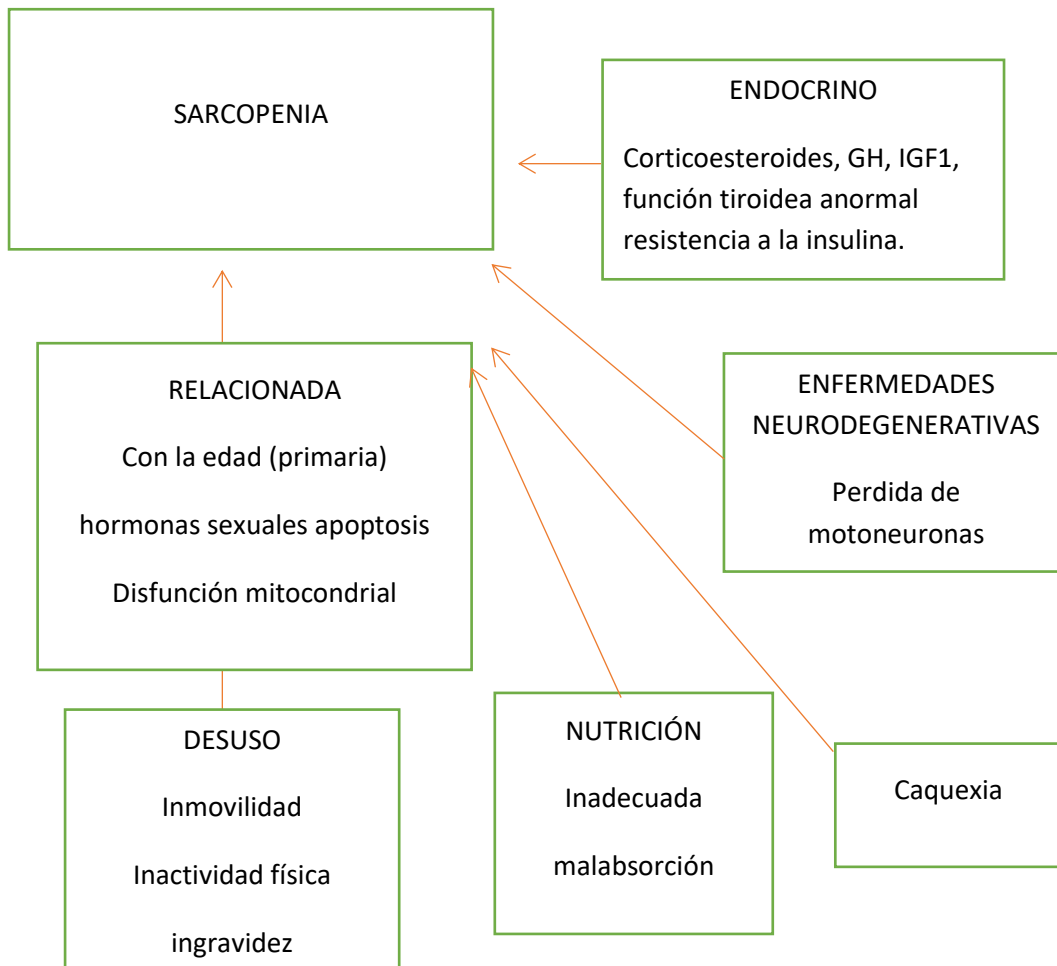 SARCOPENIA
ENDOCRINO
Corticoesteroides, GH, IGF1,
función tiroidea anormal
resistencia a la insulina.
RELACIONADA
Con la edad (primaria)
hormonas sexuales apoptosis
Disfunción mitocondrial
ENFERMEDADES
NEURODEGENERATIVAS
Perdida de
motoneuronas
DESUSO
Inmovilidad
Inactividad física
ingravidez
NUTRICIÓN
Inadecuada
malabsorción
Caquexia